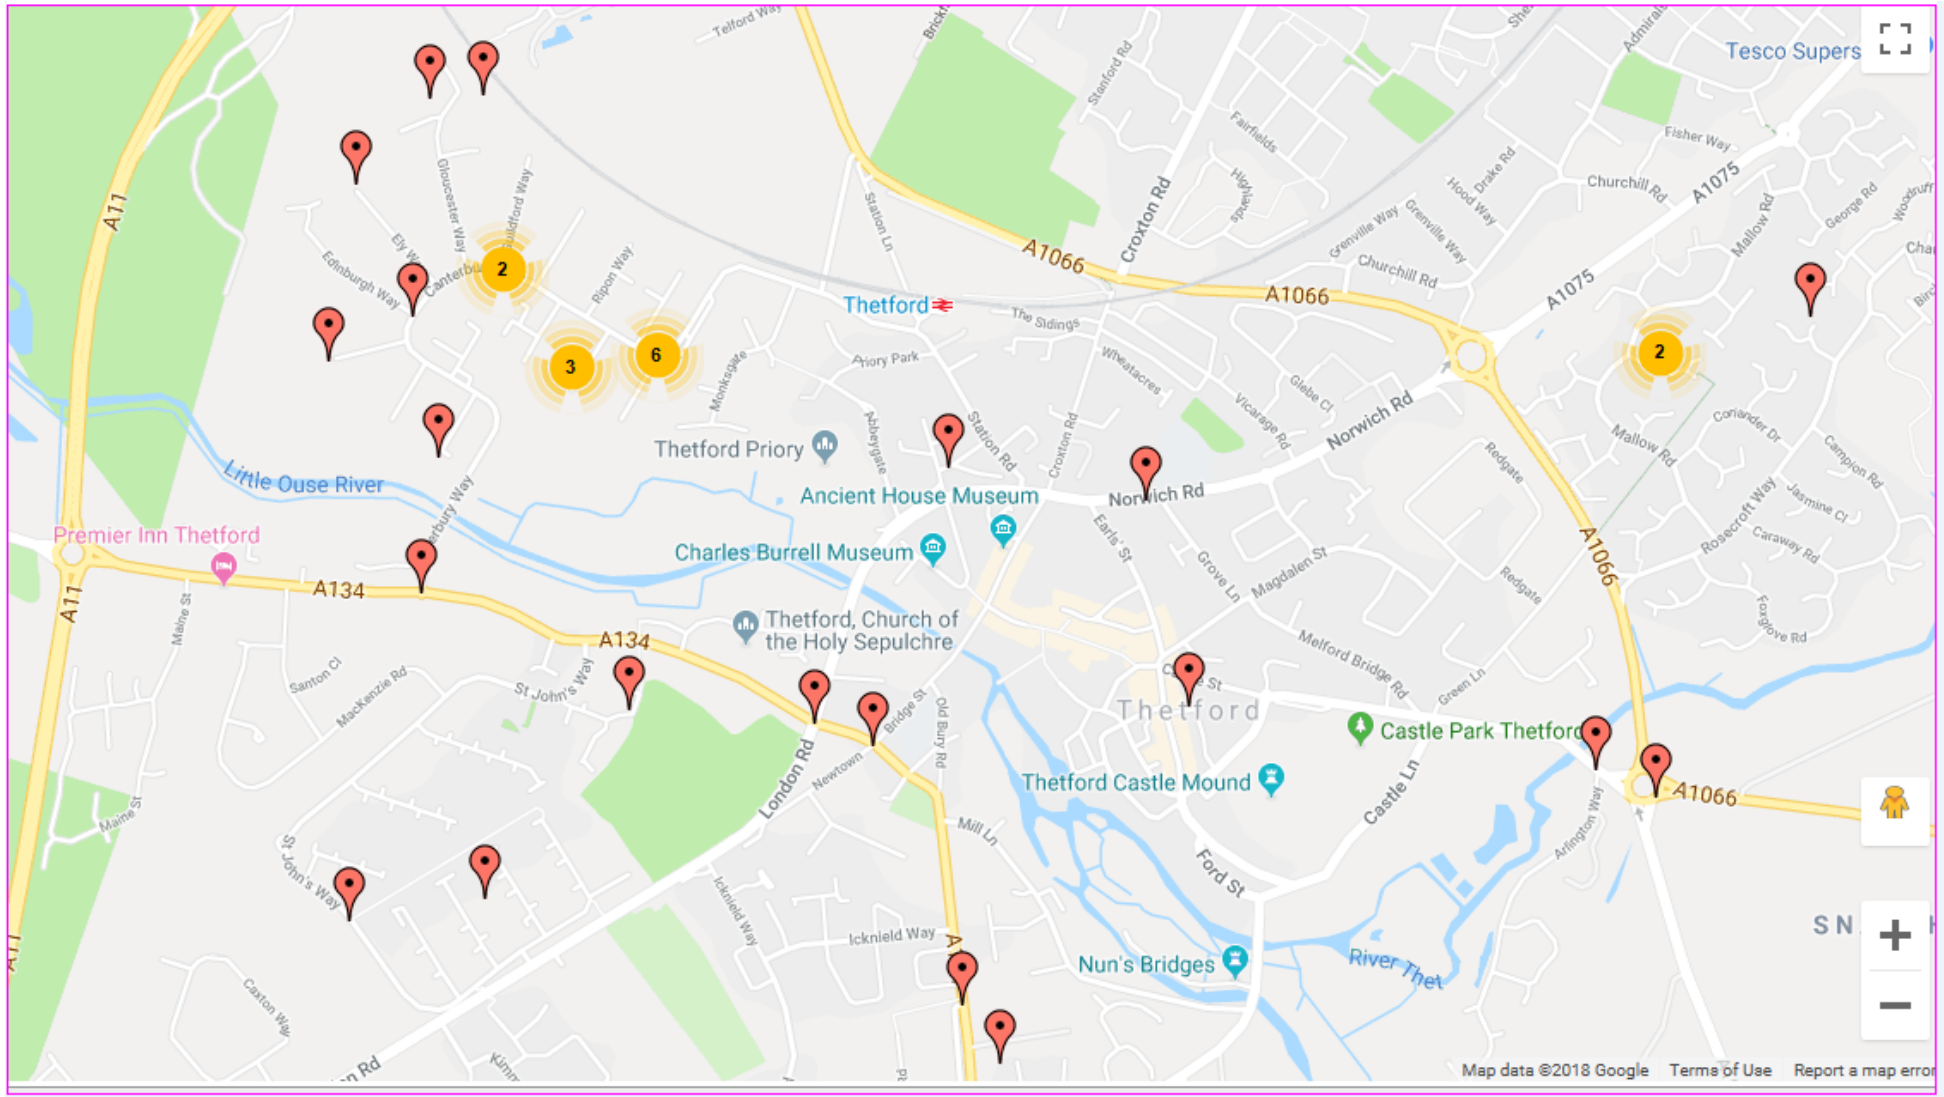 Telford Way
Stanford Rd
Tesco Supers
Fairfields
Fisher Way
A11
Gloucester Way
Station Ln
Croxton Rd
Highlands
Hood Way
Drake Rd
Churchill Rd
A1075
Mallow Rd
George Rd
Edinburgh Way
Ripon Way
2
A1066
Grenville Way
Grenville Way
Churchill Rd
A1066
A1075
Thetford
The Sidings
3
6
2
Monksgate
Priory Park
Wheatacres
Glebe Cl
Vicarage Rd
Norwich Rd
Coriander Dr
Mallow Rd
Campion Rd
Abbeygate
Station Rd
Croxton Rd
Redgate
Thetford Priory
Little Ouse River
Ancient House Museum
Norwich Rd
Rosecroft Way
Jasmine Cl
Premier Inn Thetford
Charles Burrell Museum
Earls' St
Caraway Rd
A1066
Grove Ln
Magdalen St
Redgate
A134
A11
Maine St
Thetford, Church of
the Holy Sepulchre
A134
Foxglove Rd
Melford Bridge Rd
Santon Cl
MacKenzie Rd
St John's Way
Green Ln
Bridge St
Old Bury Rd
Thetford
Castle Park Thetford
London Rd
Newtown
Thetford Castle Mound
Castle Ln
A1066
Maine St
Mill Ln
Arlington Way
St John's Way
Ford St
Icknield Way
Icknield Way
Nun's Bridges
River Thet
Caxton Way
Map data ©2018 Google
Terms of Use
Report a map error